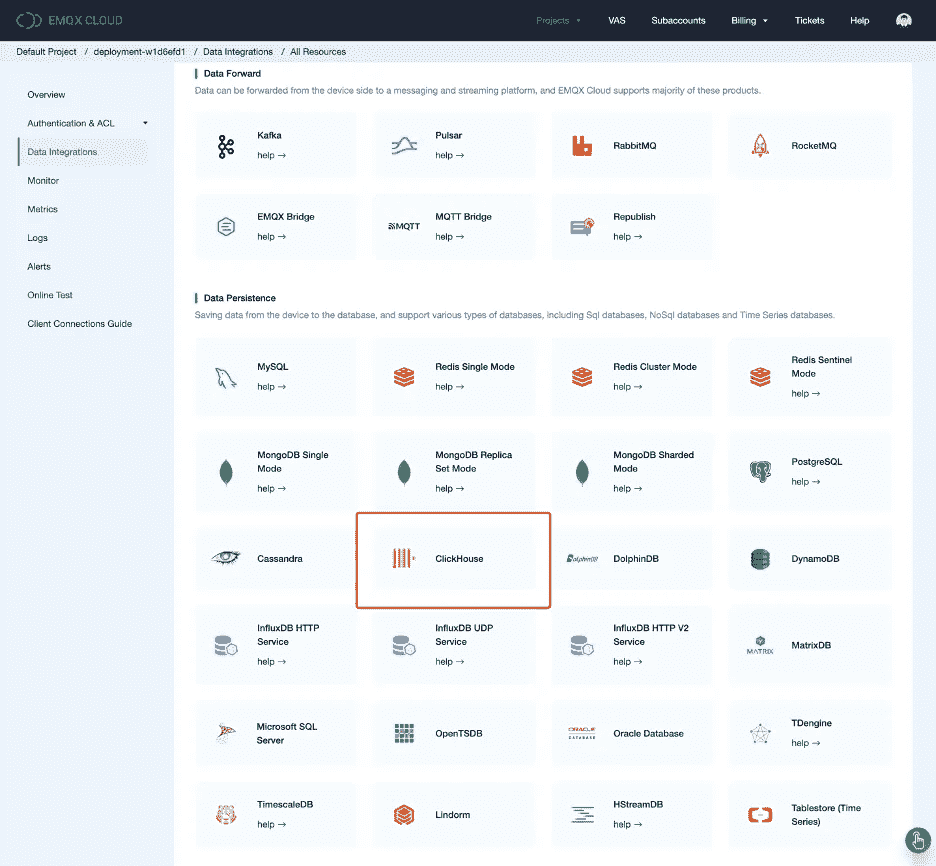 EMQX CLOUD
Projects
VAS
Subaccounts
Billing
Tickets
Help
Default Project / deployment-w1d6efd1 / Data Integrations / All Resources
Overview
Authentication & ACL
Data Integrations
Monitor
Metrics
Logs
Alerts
Online Test
Client Connections Guide
Data Forward
Data can be forwarded from the device side to a messaging and streaming platform, and EMQX Cloud supports majority of these products.
Kafka
help →
Pulsar
help →
RabbitMQ
RocketMQ
EMQX Bridge
help →
MQTT
MQTT Bridge
help →
Republish
help →
Data Persistence
Saving data from the device to the database, and support various types of databases, including Sql databases, NoSql databases and Time Series databases.
MySQL
help →
Redis Single Mode
help →
Redis Cluster Mode
help →
Redis Sentinel
Mode
help →
MongoDB Single
Mode
help →
MongoDB Replica
Set Mode
help →
MongoDB Sharded
Mode
help →
PostgreSQL
help →
Cassandra
ClickHouse
DolphinDB
DolphinDB
DynamoDB
InfluxDB HTTP
Service
help →
InfluxDB UDP
Service
help →
InfluxDB HTTP V2
Service
help →
MATRIX
MatrixDB
Microsoft SQL
Server
OpenTSDB
ORACLE
DATABASE
Oracle Database
TDengine
help →
TimescaleDB
help →
Lindorm
HStreamDB
help →
Tablestore (Time
Series)